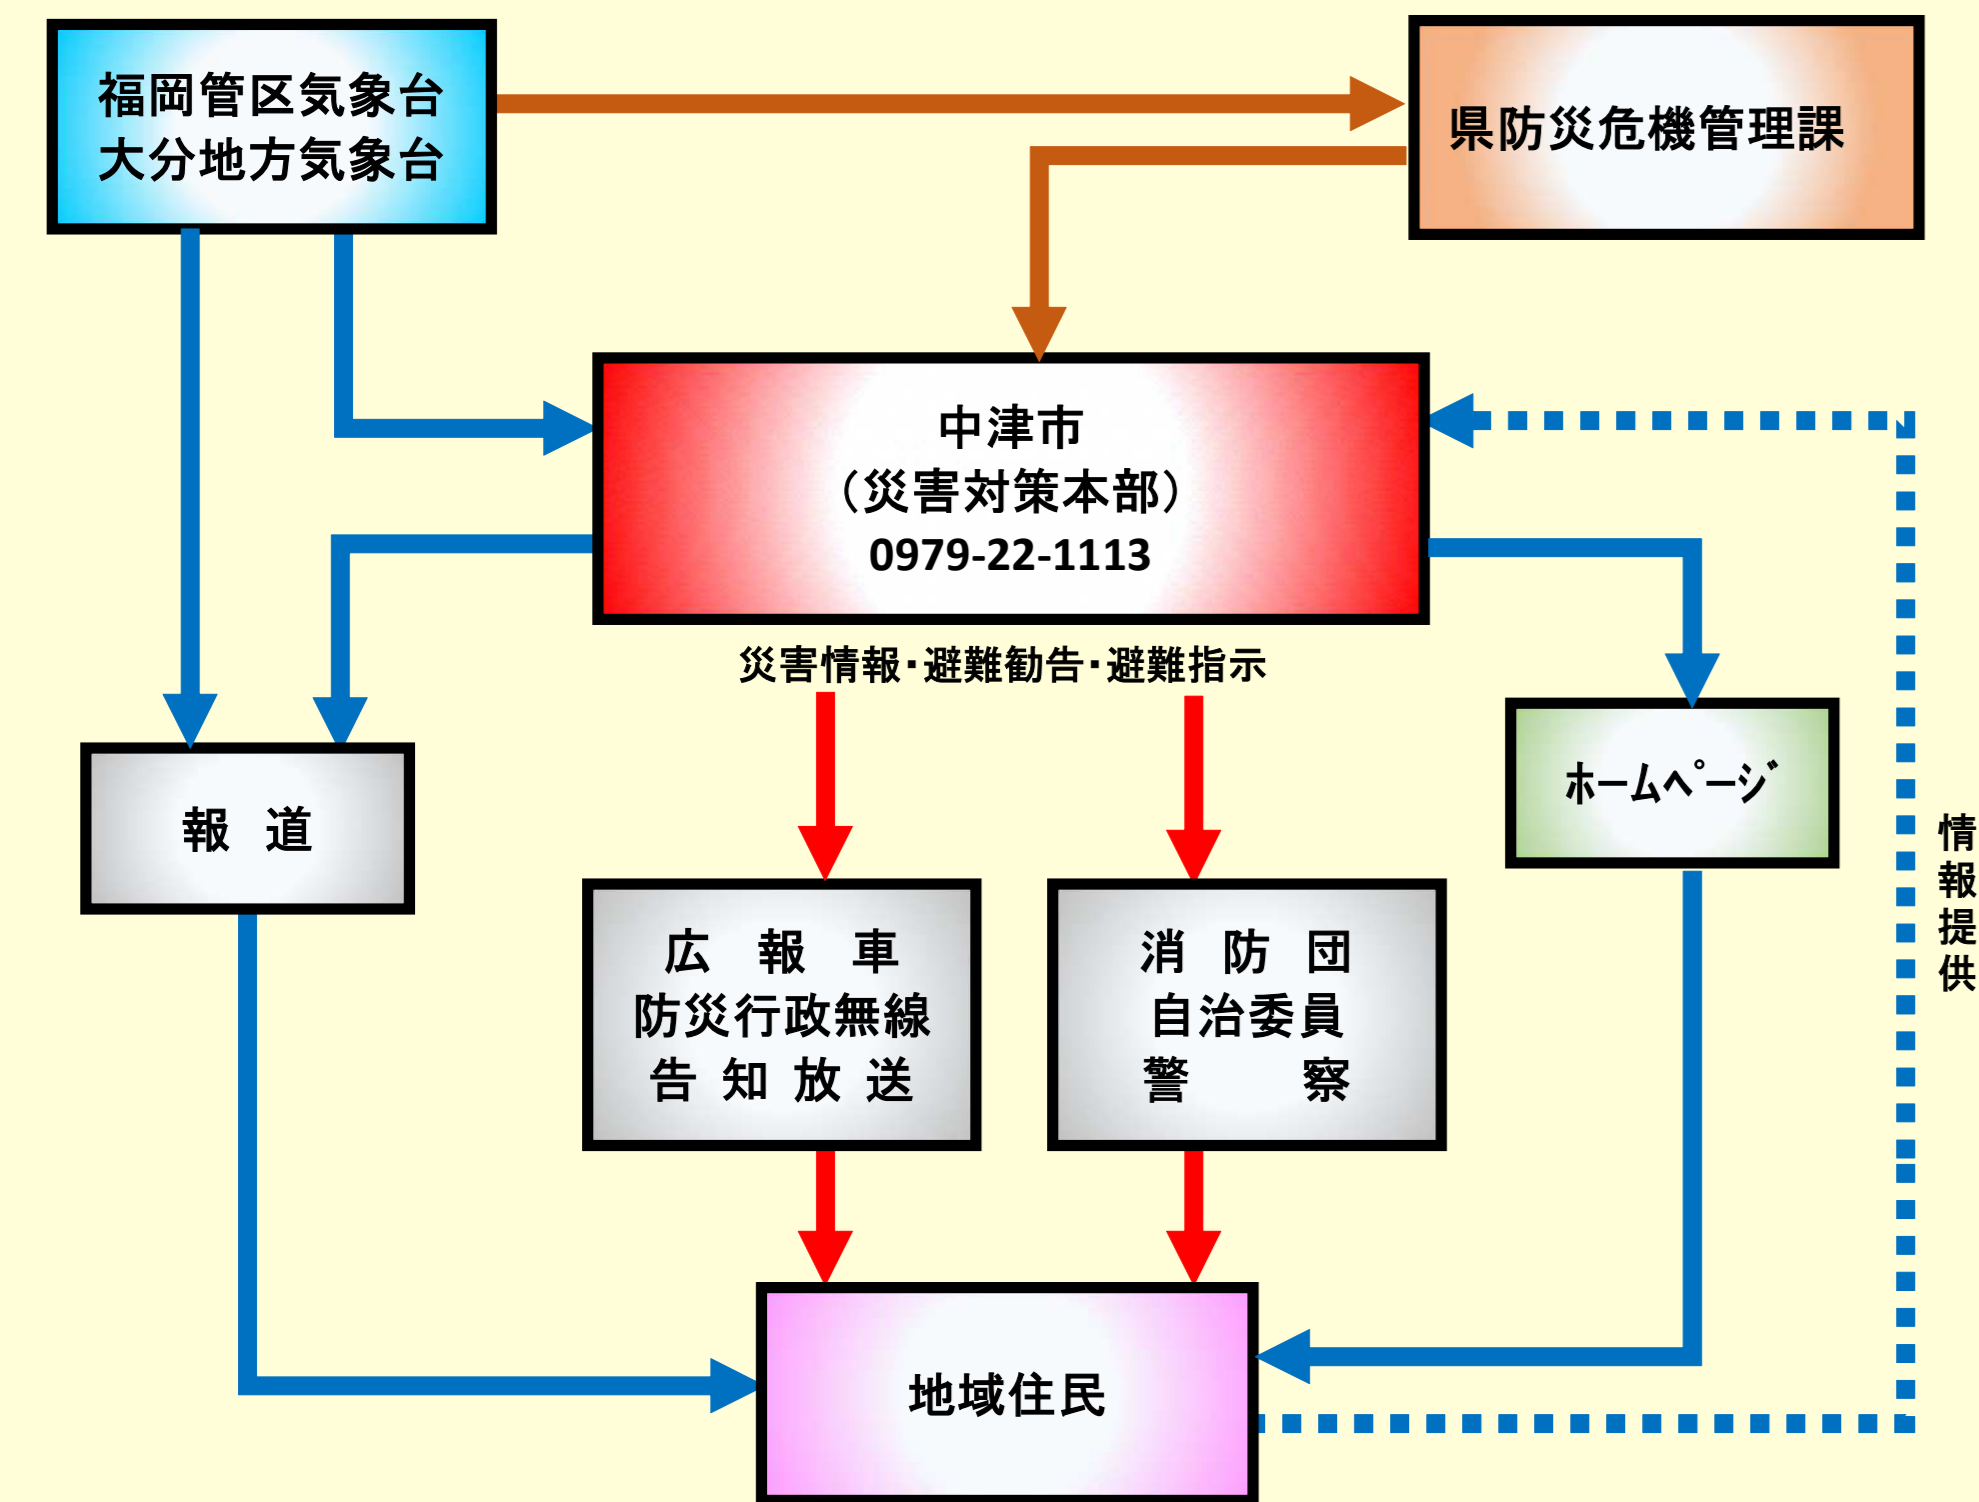 福岡管区気象台
大分地方気象台
県防災危機管理課
中津市
（災害対策本部）
0979-22-1113
災害情報・避難勧告・避難指示
報　道
ﾎｰﾑﾍﾟｰｼﾞ
広　報　車
防災行政無線
告 知 放 送
消　防　団
自治委員
警　　　察
情報提供
地域住民